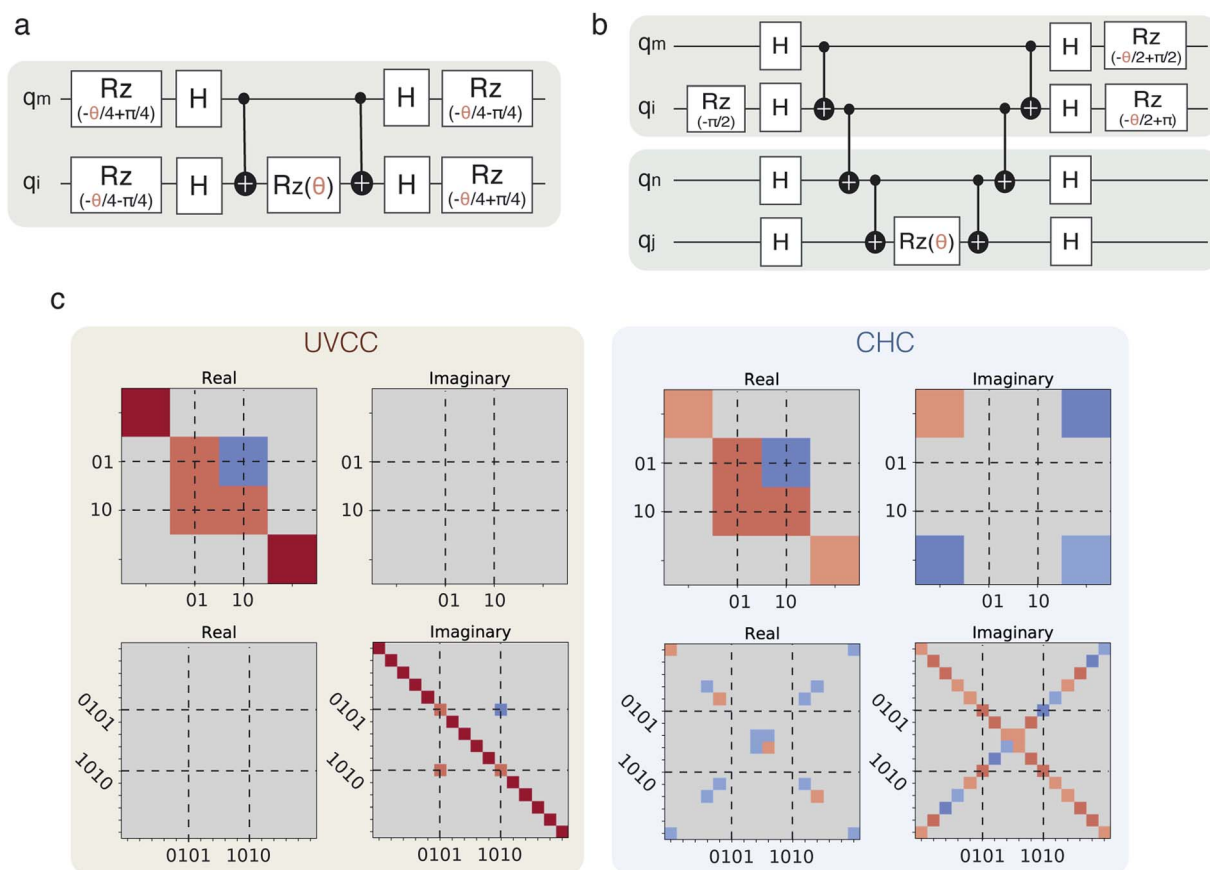 a
qm Rz H H Rz
(-θ/4+π/4) (-θ/4-π/4)
qi Rz H Rz(θ) H Rz
(-θ/4-π/4) (-θ/4+π/4)
b
qm H H Rz
(-θ/2+π/2)
qi Rz H H Rz
(-π/2) (-θ/2+π)
qn H H
qj H Rz(θ) H
c
UVCC
Real Imaginary
01 01
10 10
01 10 01 10
Real Imaginary
0101 0101
1010 1010
0101 1010 0101 1010
CHC
Real Imaginary
01 01
10 10
01 10 01 10
Real Imaginary
0101 0101
1010 1010
0101 1010 0101 1010